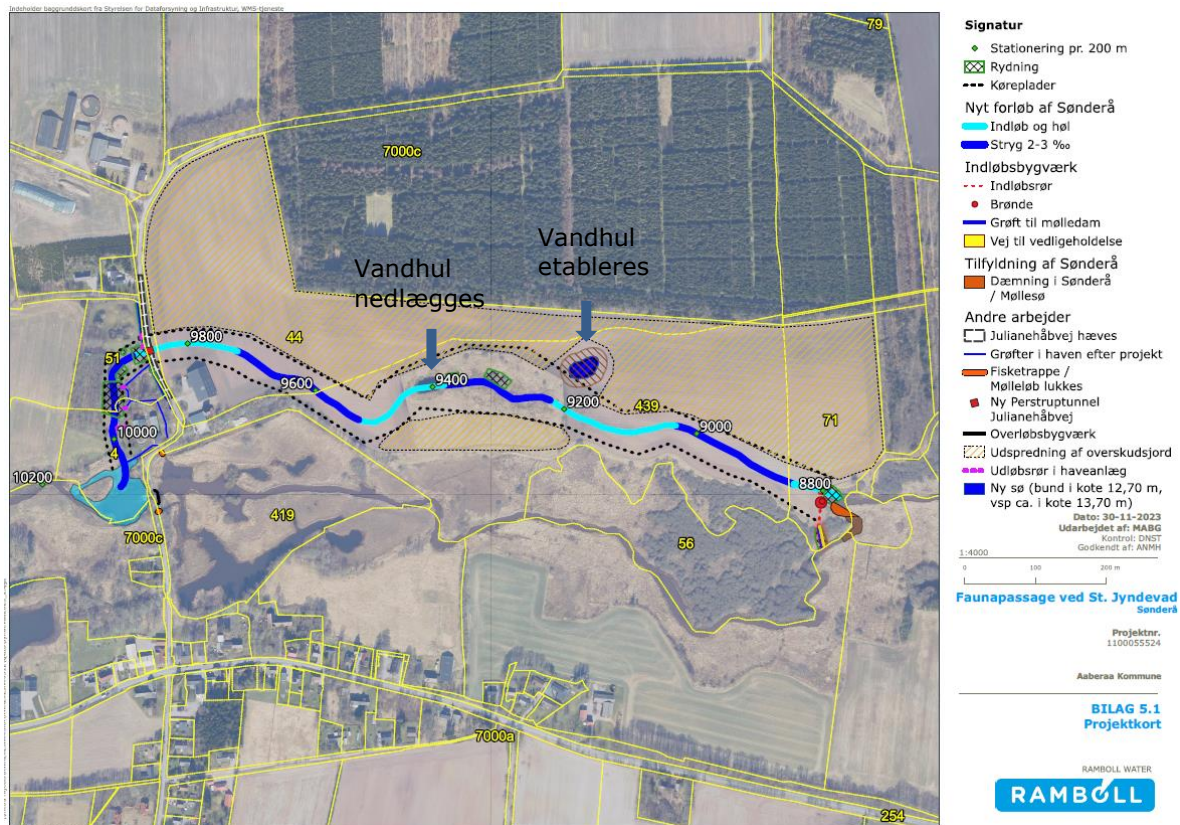 Indeholder baggrundskort fra Styrelsen for Dataforsyning og Infrastruktur, WMS-tjeneste
79
7000c
Vandhul
etableres
Vandhul
nedlægges
9800
44
51
9600
9400
9200
439
71
9000
10000
4
8800
10200
419
7000c
56
7000a
254
Signatur
Stationering pr. 200 m
Rydning
Køreplader
Nyt forløb af Sønderå
Indløb og høl
Stryg 2-3 ‰
Indløbsbygværk
Indløbsrør
Brønde
Grøft til mølledam
Vej til vedligeholdelse
Tilfyldning af Sønderå
Dæmning i Sønderå
/ Møllesø
Andre arbejder
Julianehåbvej hæves
Grøfter i haven efter projekt
Fisketrappe /
Mølleløb lukkes
Ny Perstruptunnel
Julianehåbvej
Overløbsbygværk
Udspredning af overskudsjord
Udløbsrør i haveanlæg
Ny sø (bund i kote 12,70 m,
vsp ca. i kote 13,70 m)
Dato: 30-11-2023
Udarbejdet af: MABG
Kontrol: DNST
Godkendt af: ANMH
1:4000
0 100 200 m
Faunapassage ved St. Jyndevad
Sønderå
Projektnr.
1100055524
Aaberaa Kommune
BILAG 5.1
Projektkort
RAMBOLL WATER
RAMBOLL